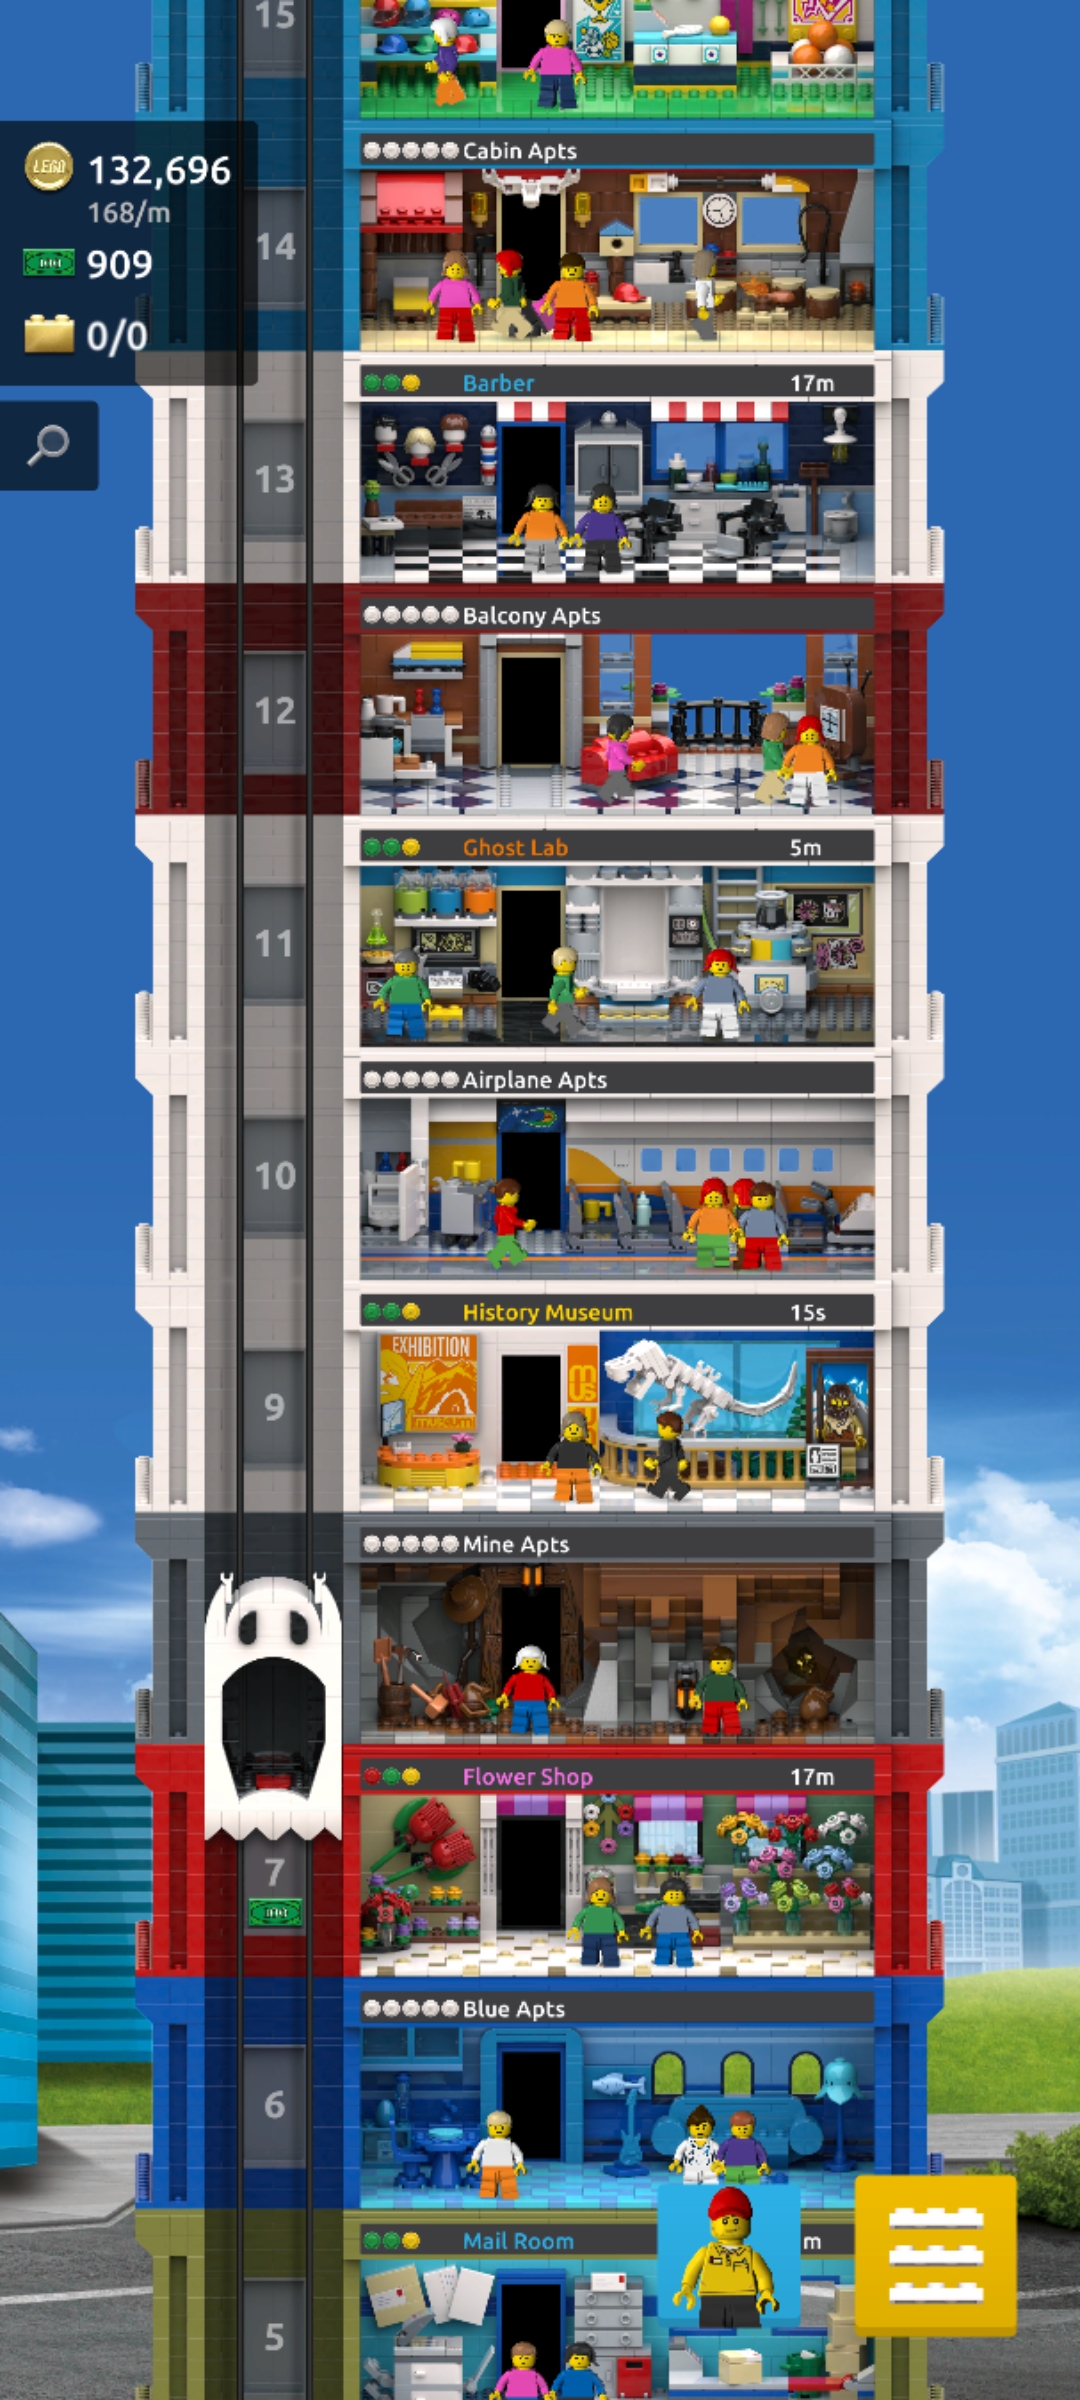 15
LEGO 132,696
168/m
909
0/0
Cabin Apts
14
Barber 17m
13
Balcony Apts
12
Ghost Lab 5m
11
Airplane Apts
10
History Museum 15s
EXHIBITION
museum
9
Mine Apts
Flower Shop 17m
7
Blue Apts
6
Mail Room m
5